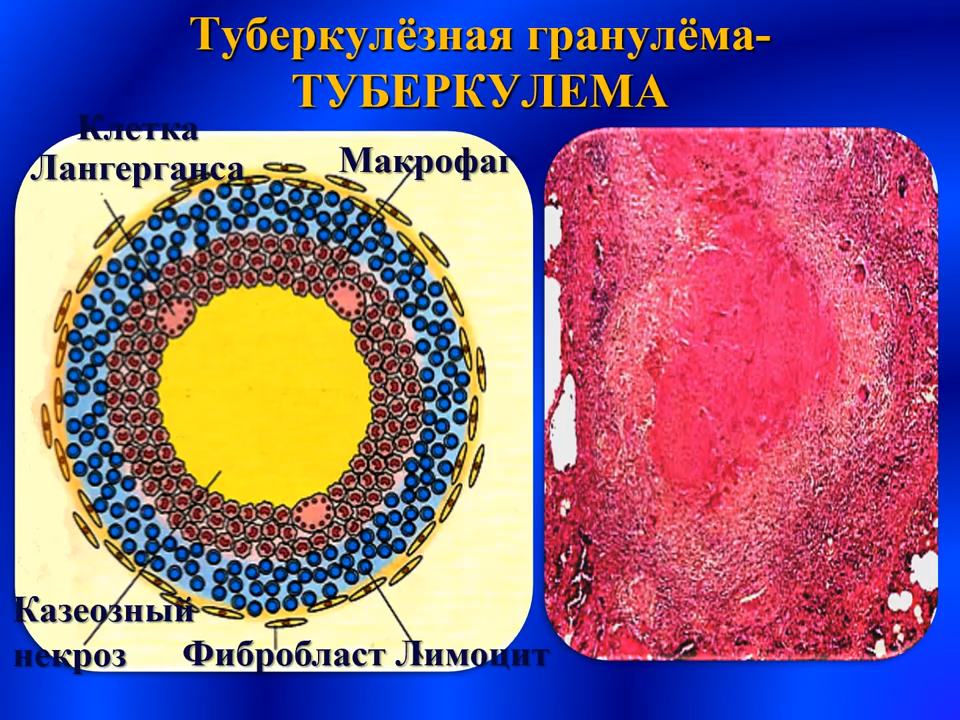 Туберкулёзная гранулёма-
ТУБЕРКУЛЕМА
Клетка
Лангерганса
Макрофаг
Казеозный
некроз
Фибробласт
Лимоцит